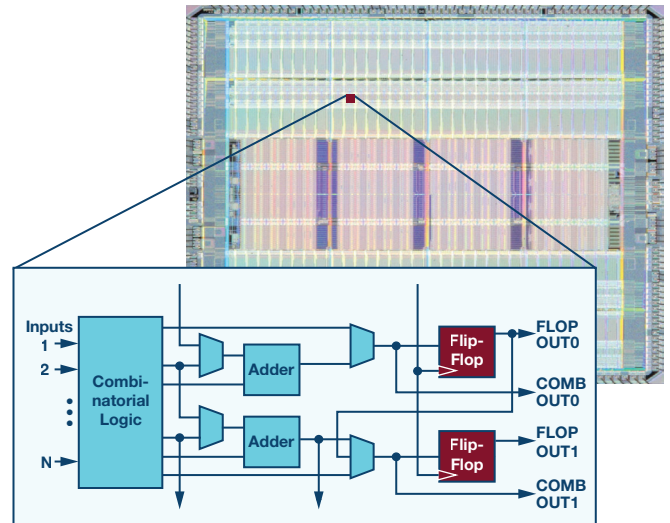 Inputs
1
2
N
Combi-
natorial
Logic
Adder
Adder
Flip-
Flop
Flip-
Flop
FLOP
OUT0
COMB
OUT0
FLOP
OUT1
COMB
OUT1